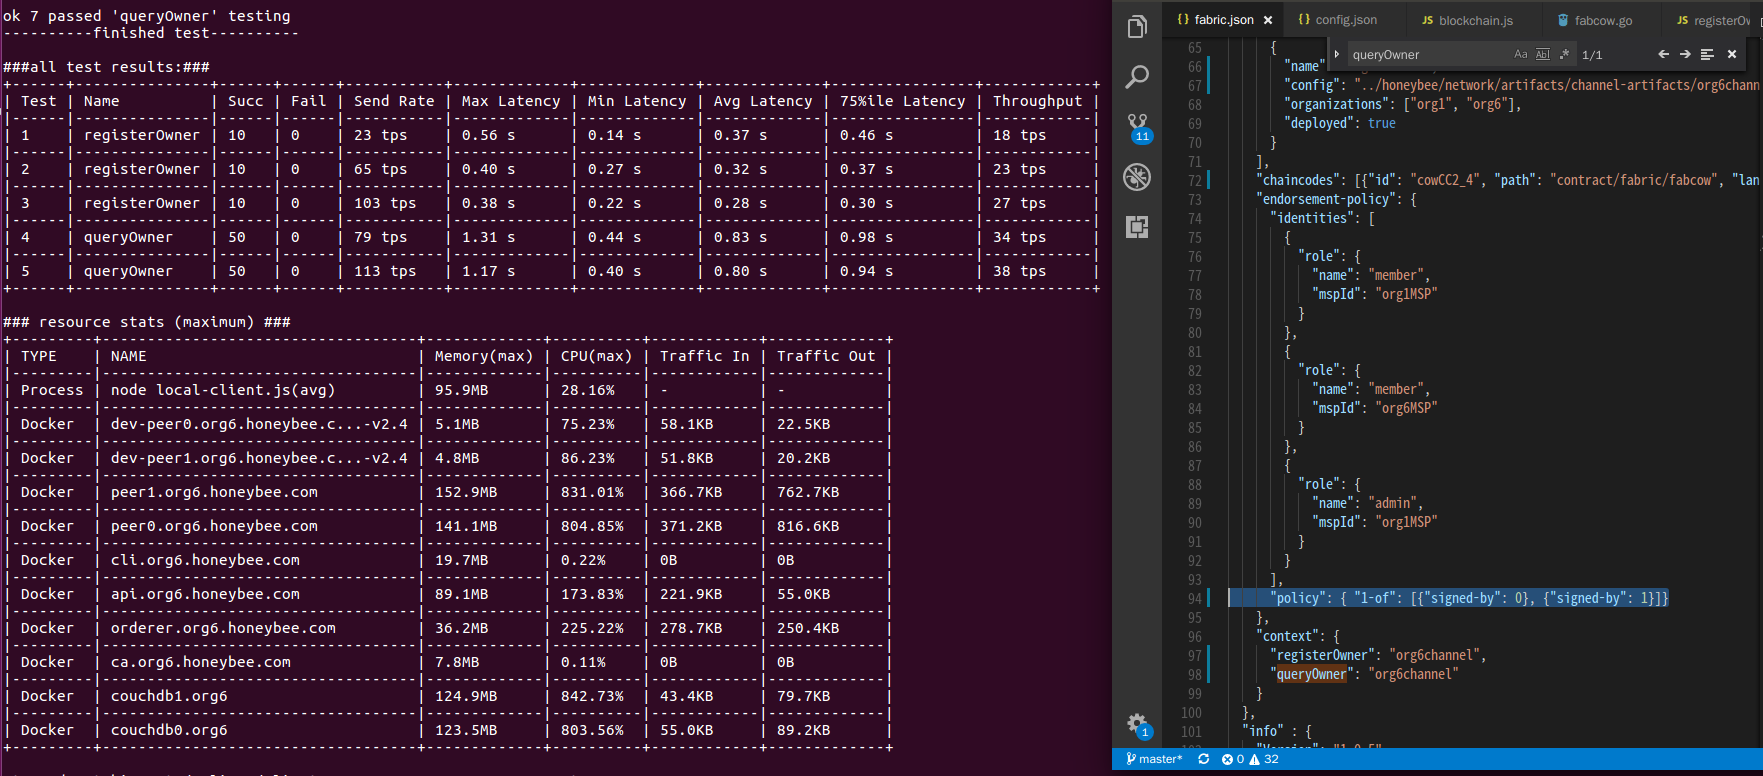 ok 7 passed 'queryOwner' testing
----------finished test----------
###all test results:###
+------+---------------+------+------+------------+-------------+-------------+-------------+----------------+------------+
| Test | Name | Succ | Fail | Send Rate | Max Latency | Min Latency | Avg Latency | 75%ile Latency | Throughput |
| 1 | registerOwner | 10 | 0 | 23 tps | 0.56 s | 0.14 s | 0.37 s | 0.46 s | 18 tps |
| 2 | registerOwner | 10 | 0 | 65 tps | 0.40 s | 0.27 s | 0.32 s | 0.37 s | 23 tps |
| 3 | registerOwner | 10 | 0 | 103 tps | 0.38 s | 0.22 s | 0.28 s | 0.30 s | 27 tps |
| 4 | queryOwner | 50 | 0 | 79 tps | 1.31 s | 0.44 s | 0.83 s | 0.98 s | 34 tps |
| 5 | queryOwner | 50 | 0 | 113 tps | 1.17 s | 0.40 s | 0.80 s | 0.94 s | 38 tps |
### resource stats (maximum) ###
| TYPE | NAME | Memory(max) | CPU(max) | Traffic In | Traffic Out |
| Process | node local-client.js(avg) | 95.9MB | 28.16% | - | - |
| Docker | dev-peer0.org6.honeybee.c...-v2.4 | 5.1MB | 75.23% | 58.1KB | 22.5KB |
| Docker | dev-peer1.org6.honeybee.c...-v2.4 | 4.8MB | 86.23% | 51.8KB | 20.2KB |
| Docker | peer1.org6.honeybee.com | 152.9MB | 831.01% | 366.7KB | 762.7KB |
| Docker | peer0.org6.honeybee.com | 141.1MB | 804.85% | 371.2KB | 816.6KB |
| Docker | cli.org6.honeybee.com | 19.7MB | 0.22% | 0B | 0B |
| Docker | api.org6.honeybee.com | 89.1MB | 173.83% | 221.9KB | 55.0KB |
| Docker | orderer.org6.honeybee.com | 36.2MB | 225.22% | 278.7KB | 250.4KB |
| Docker | ca.org6.honeybee.com | 7.8MB | 0.11% | 0B | 0B |
| Docker | couchdb1.org6 | 124.9MB | 842.73% | 43.4KB | 79.7KB |
| Docker | couchdb0.org6 | 123.5MB | 803.56% | 55.0KB | 89.2KB |
{} fabric.json × {} config.json JS blockchain.js fabcow.go JS registerOw
queryOwner Aa Abl .* 1/1
11
1
65 {
66 "name"
67 "config": "../honeybee/network/artifacts/channel-artifacts/org6chann
68 "organizations": ["org1", "org6"],
69 "deployed": true
70 }
71 ],
72 "chaincodes": [{"id": "cowCC2_4", "path": "contract/fabric/fabcow", "lan
73 "endorsement-policy": {
74 "identities": [
75 {
76 "role": {
77 "name": "member",
78 "mspId": "org1MSP"
79 }
80 },
81 {
82 "role": {
83 "name": "member",
84 "mspId": "org6MSP"
85 }
86 },
87 {
88 "role": {
89 "name": "admin",
90 "mspId": "org1MSP"
91 }
92 }
93 ],
94 "policy": { "1-of": [{"signed-by": 0}, {"signed-by": 1}]}
95 },
96 "context": {
97 "registerOwner": "org6channel",
98 "queryOwner": "org6channel"
99 }
100 },
101 "info" : {
master* 0 32